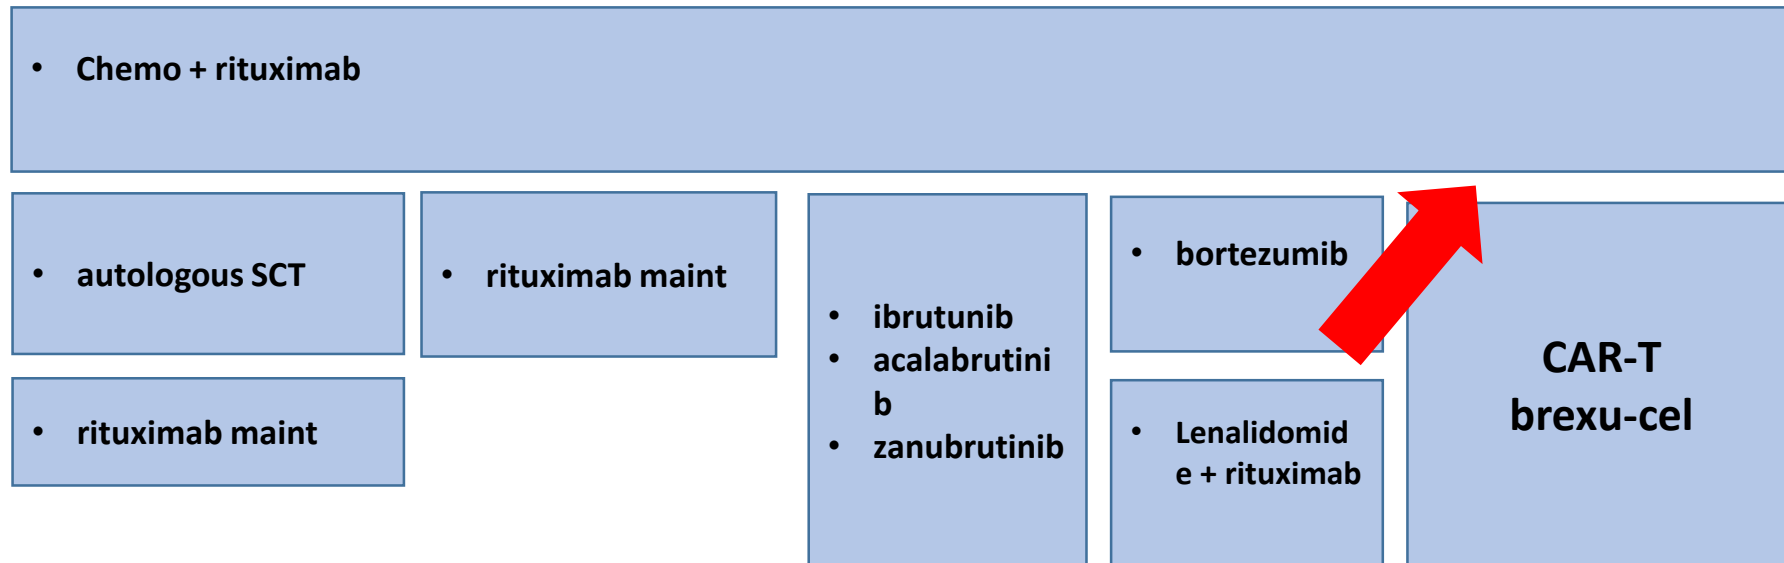 • Chemo + rituximab
• autologous SCT
• rituximab maint
• rituximab maint
• ibrutunib
• acalabrutini
b
• zanubrutinib
• bortezumib
• Lenalidomid
e + rituximab
CAR-T
brexu-cel